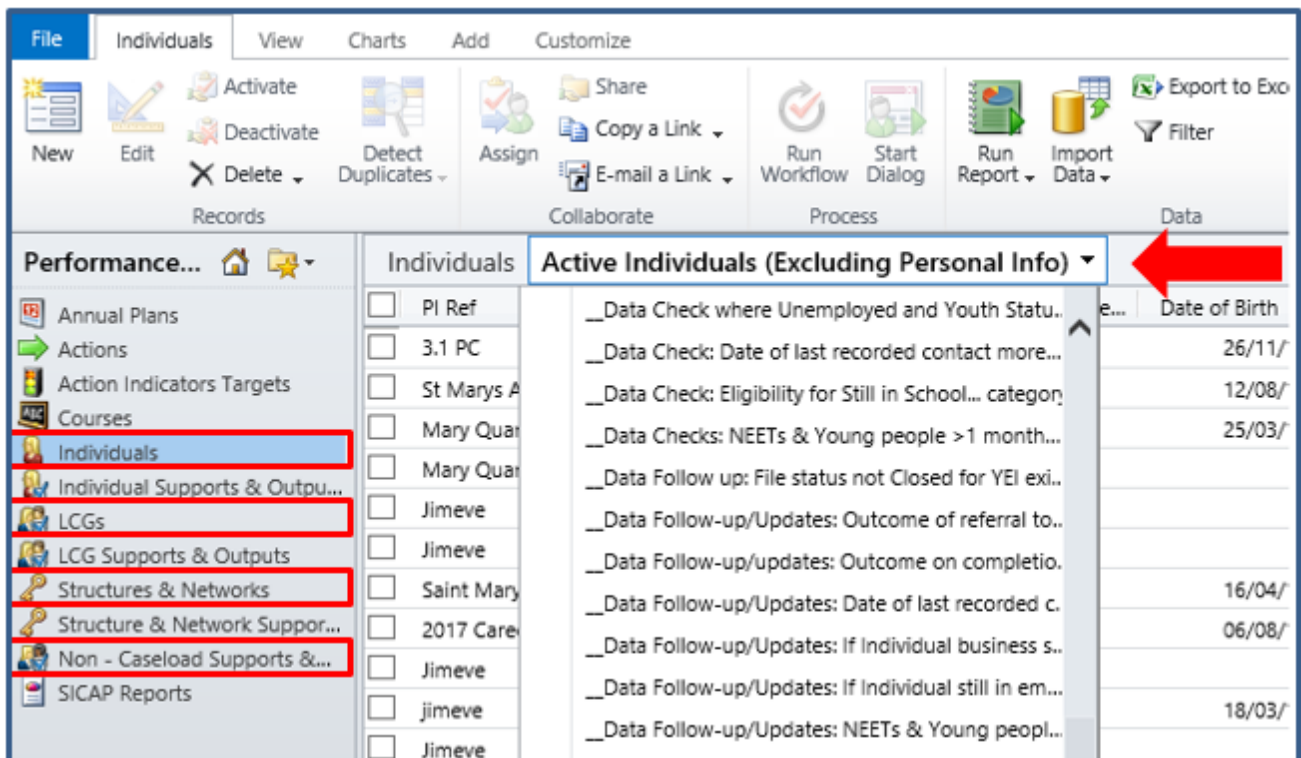 File Individuals View Charts Add Customize
New
Edit
Activate
Deactivate
Delete
Detect
Duplicates
Records
Assign
Share
Copy a Link
E-mail a Link
Collaborate
Run
Workflow
Start
Dialog
Process
Run
Report
Import
Data
Export to Exc
Filter
Data
Performance...
Annual Plans
Actions
Action Indicators Targets
Courses
Individuals
Individual Supports & Outpu...
LCGs
LCG Supports & Outputs
Structures & Networks
Structure & Network Suppor...
Non - Caseload Supports &...
SICAP Reports
Individuals Active Individuals (Excluding Personal Info)
PI Ref
3.1 PC
St Marys A
Mary Quar
Mary Quar
Jimeve
Jimeve
Saint Mary
2017 Care
Jimeve
jimeve
Jimeve
__Data Check where Unemployed and Youth Statu..
__Data Check: Date of last recorded contact more...
__Data Check: Eligibility for Still in School... category
__Data Checks: NEETs & Young people >1 month...
__Data Follow up: File status not Closed for YEI exi..
__Data Follow-up/Updates: Outcome of referral to..
__Data Follow-up/updates: Outcome on completio.
__Data Follow-up/Updates: Date of last recorded c.
__Data Follow-up/Updates: If Individual business s..
__Data Follow-up/Updates: If Individual still in em...
__Data Follow-up/Updates: NEETs & Young peopl...
e... Date of Birth
26/11/
12/08/
25/03/
16/04/
06/08/
18/03/